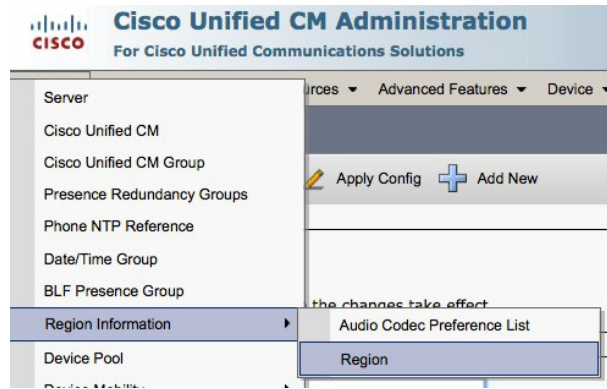 CISCO
Cisco Unified CM Administration
For Cisco Unified Communications Solutions
Advanced Features Device
Server
Cisco Unified CM
Cisco Unified CM Group
Apply Config Add New
Presence Redundancy Groups
Phone NTP Reference
Date/Time Group
BLF Presence Group
the changes take effect
Region Information
Audio Codec Preference List
Device Pool
Region